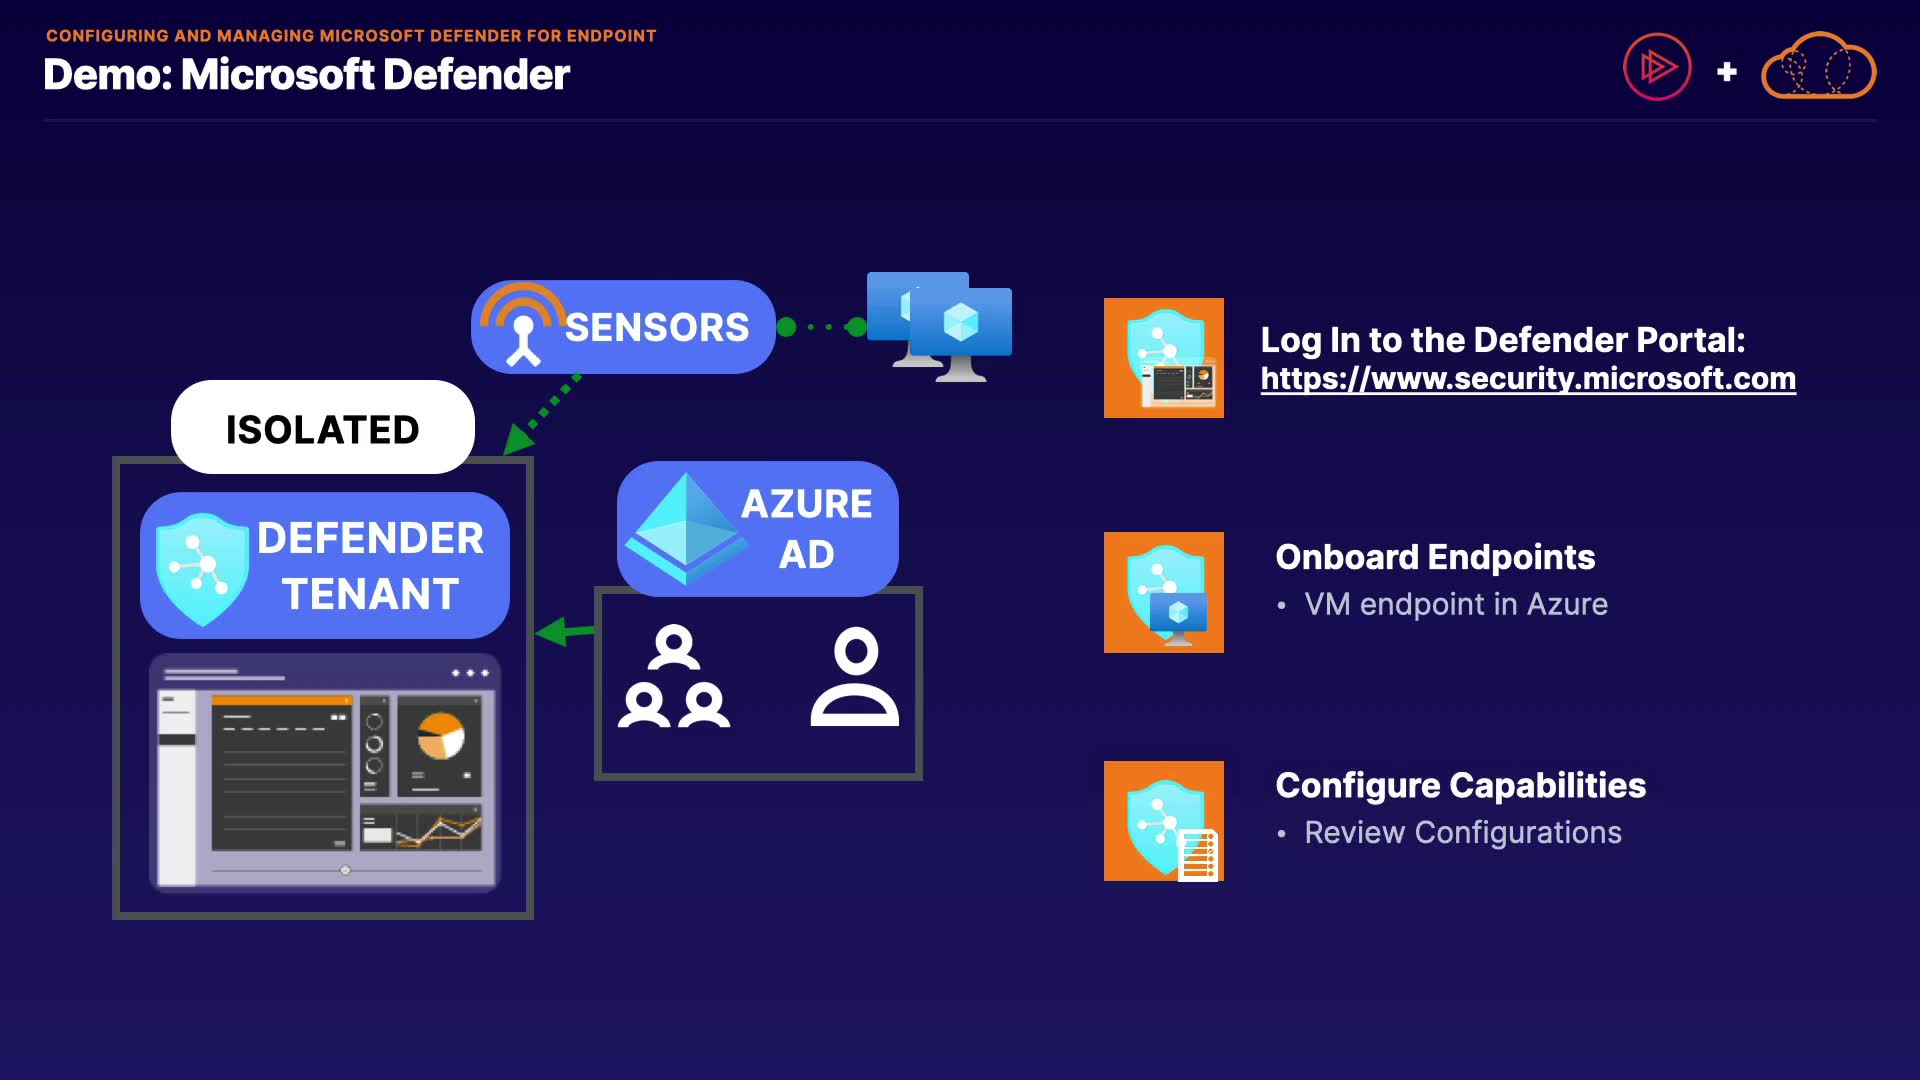 CONFIGURING AND MANAGING MICROSOFT DEFENDER FOR ENDPOINT
Demo: Microsoft Defender
SENSORS
ISOLATED
DEFENDER
TENANT
AZURE
AD
Log In to the Defender Portal:
https://www.security.microsoft.com
Onboard Endpoints
• VM endpoint in Azure
Configure Capabilities
• Review Configurations